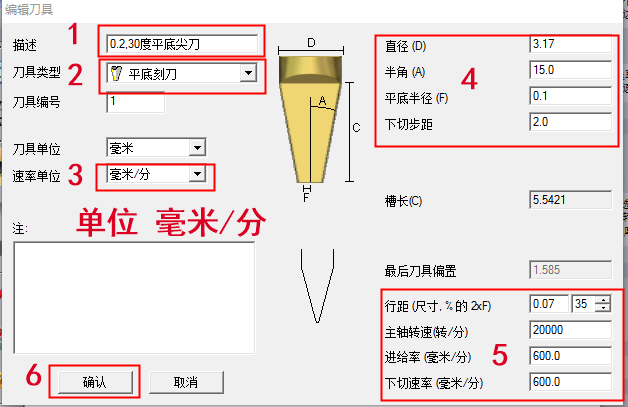 编辑刀具
1
描述
0.2,30度平底尖刀
2
刀具类型
平底刻刀
刀具编号
1
刀具单位
毫米
速率单位
3
毫米/分
单位 毫米/分
注:
6
确认
取消
D
A
C
F
直径 (D)
3.17
半角 (A)
15.0
4
平底半径 (F)
0.1
下切步距
2.0
槽长(C)
5.5421
最后刀具偏置
1.585
行距 (尺寸, % 的 2xF)
0.07
35
主轴转速(转/分)
20000
进给率 (毫米/分)
600.0
5
下切速率 (毫米/分)
600.0